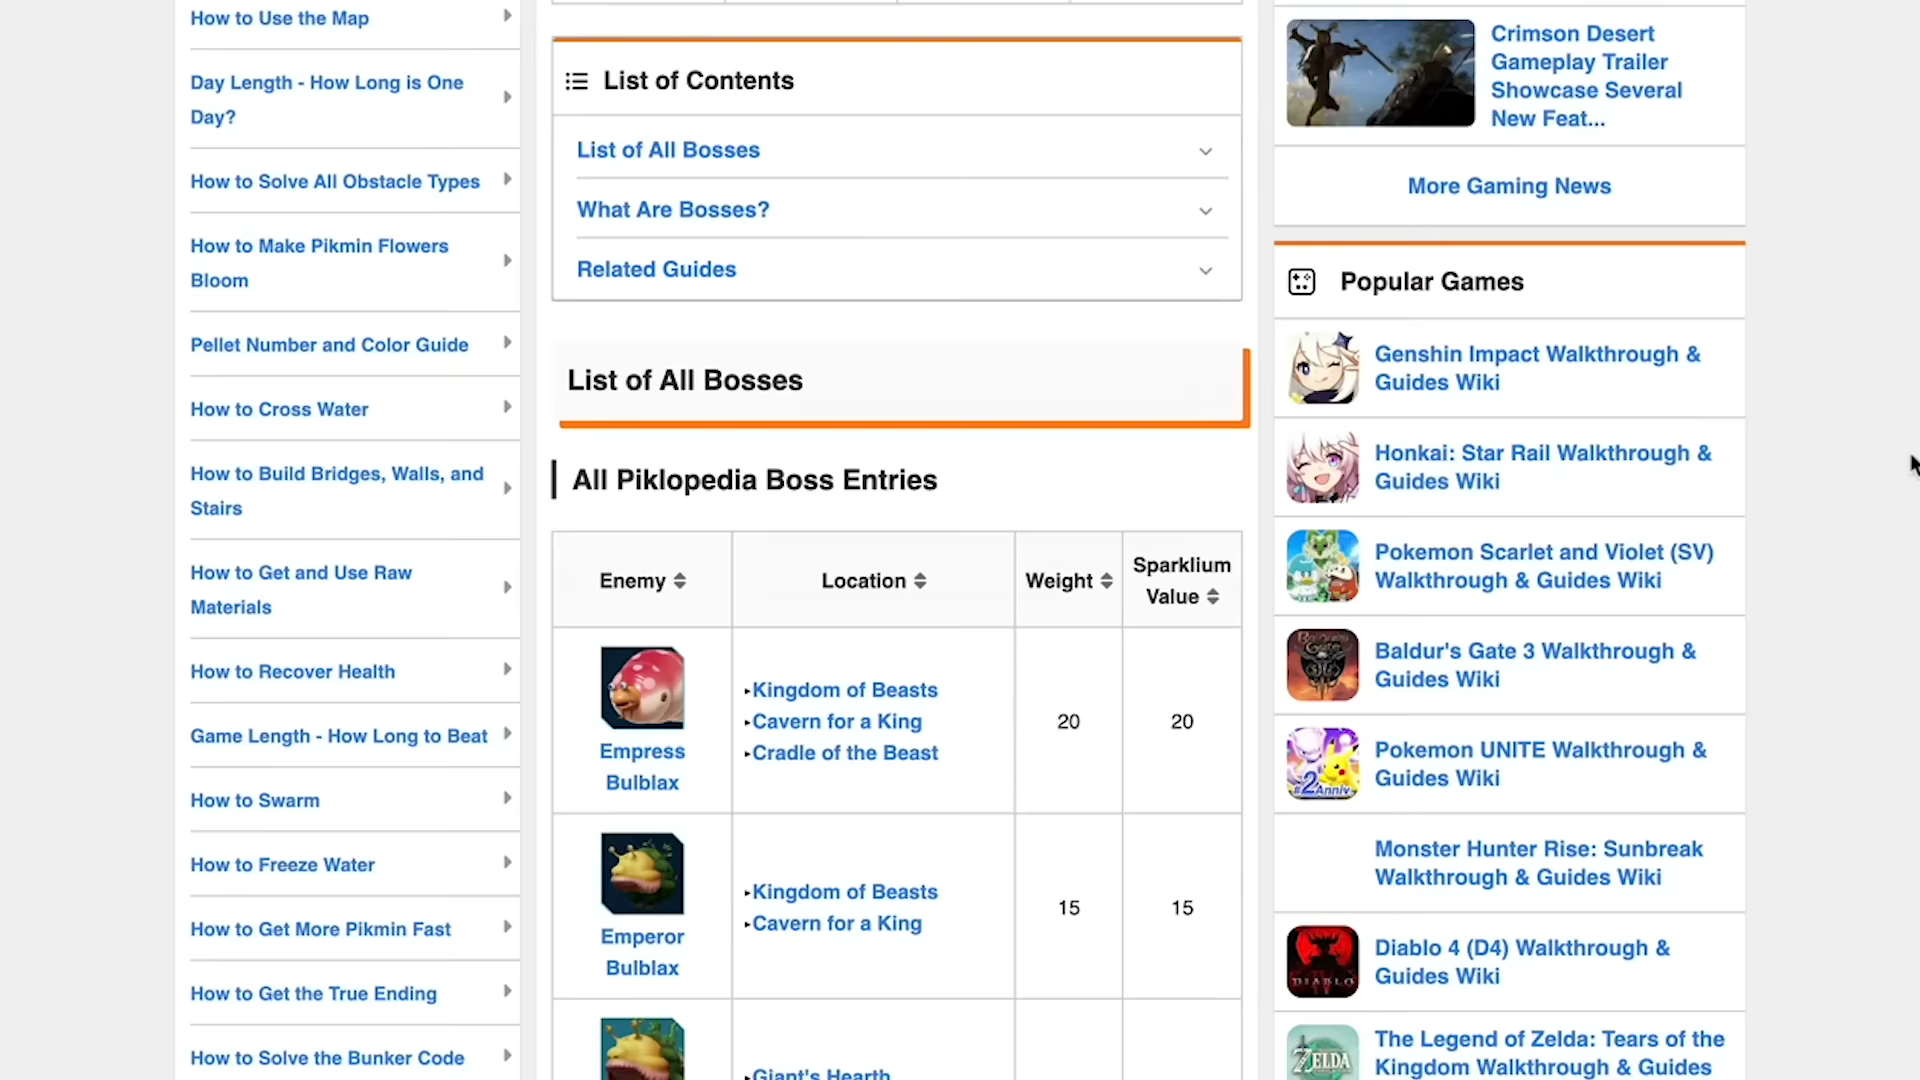 How to Use the Map
Day Length - How Long is One
Day?
How to Solve All Obstacle Types
How to Make Pikmin Flowers
Bloom
Pellet Number and Color Guide
How to Cross Water
How to Build Bridges, Walls, and
Stairs
How to Get and Use Raw
Materials
How to Recover Health
Game Length - How Long to Beat
How to Swarm
How to Freeze Water
How to Get More Pikmin Fast
How to Get the True Ending
How to Solve the Bunker Code
List of Contents
List of All Bosses
What Are Bosses?
Related Guides
List of All Bosses
All Piklopedia Boss Entries
Enemy
Location
Weight
Sparklium
Value
Empress
Bulblax
Kingdom of Beasts
Cavern for a King
Cradle of the Beast
20
20
Emperor
Bulblax
Kingdom of Beasts
Cavern for a King
15
15
Giant's Hearth
Crimson Desert
Gameplay Trailer
Showcase Several
New Feat...
More Gaming News
Popular Games
Genshin Impact Walkthrough &
Guides Wiki
Honkai: Star Rail Walkthrough &
Guides Wiki
Pokemon Scarlet and Violet (SV)
Walkthrough & Guides Wiki
Baldur's Gate 3 Walkthrough &
Guides Wiki
#2Anniv.
Pokemon UNITE Walkthrough &
Guides Wiki
Monster Hunter Rise: Sunbreak
Walkthrough & Guides Wiki
DIABLO
Diablo 4 (D4) Walkthrough &
Guides Wiki
ZELDA
The Legend of Zelda: Tears of the
Kingdom Walkthrough & Guides